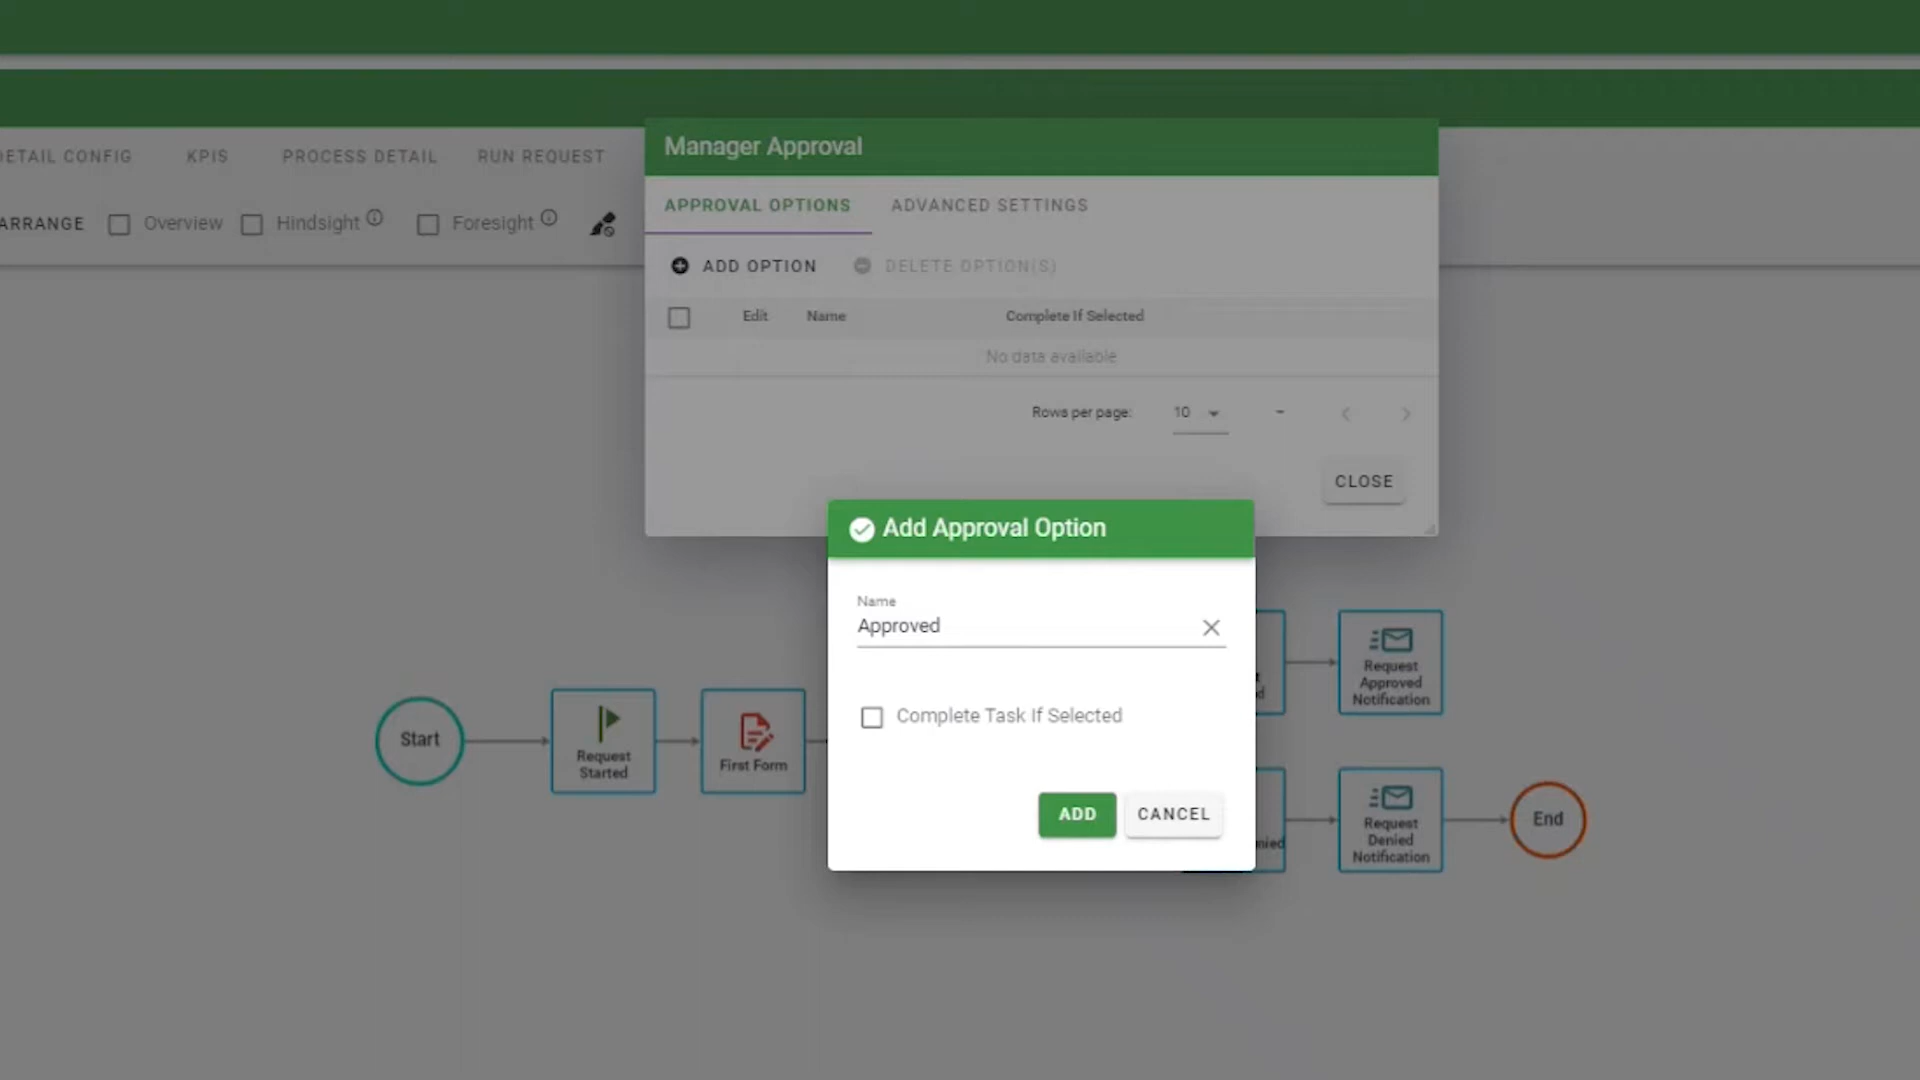 Manager Approval
DETAIL CONFIG KPIS PROCESS DETAIL RUN REQUEST
APPROVAL OPTIONS ADVANCED SETTINGS
ARRANGE Overview Hindsight Foresight
ADD OPTION DELETE OPTION(S)
Edit Name Complete If Selected
No data available
Rows per page: 10 –
CLOSE
Add Approval Option
Name
Approved
Complete Task If Selected
ADD CANCEL
Start
Request
Started
First Form
Request
Approved
Notification
Request
Denied
Notification
End